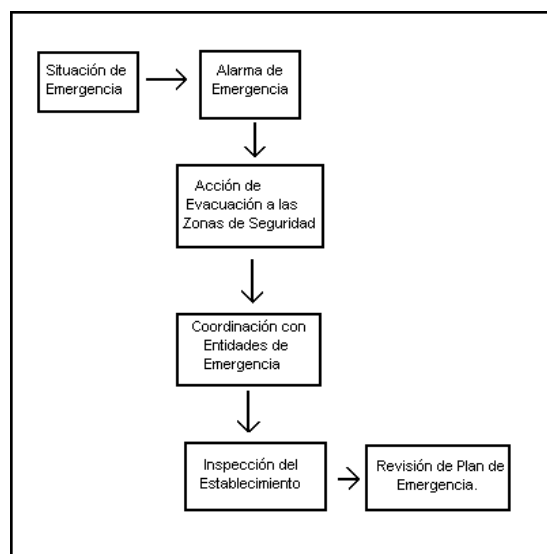 Situación de
Emergencia
Alarma de
Emergencia
Acción de
Evacuación a las
Zonas de Seguridad
Coordinación con
Entidades de
Emergencia
Inspección del
Establecimiento
Revisión de Plan de
Emergencia.